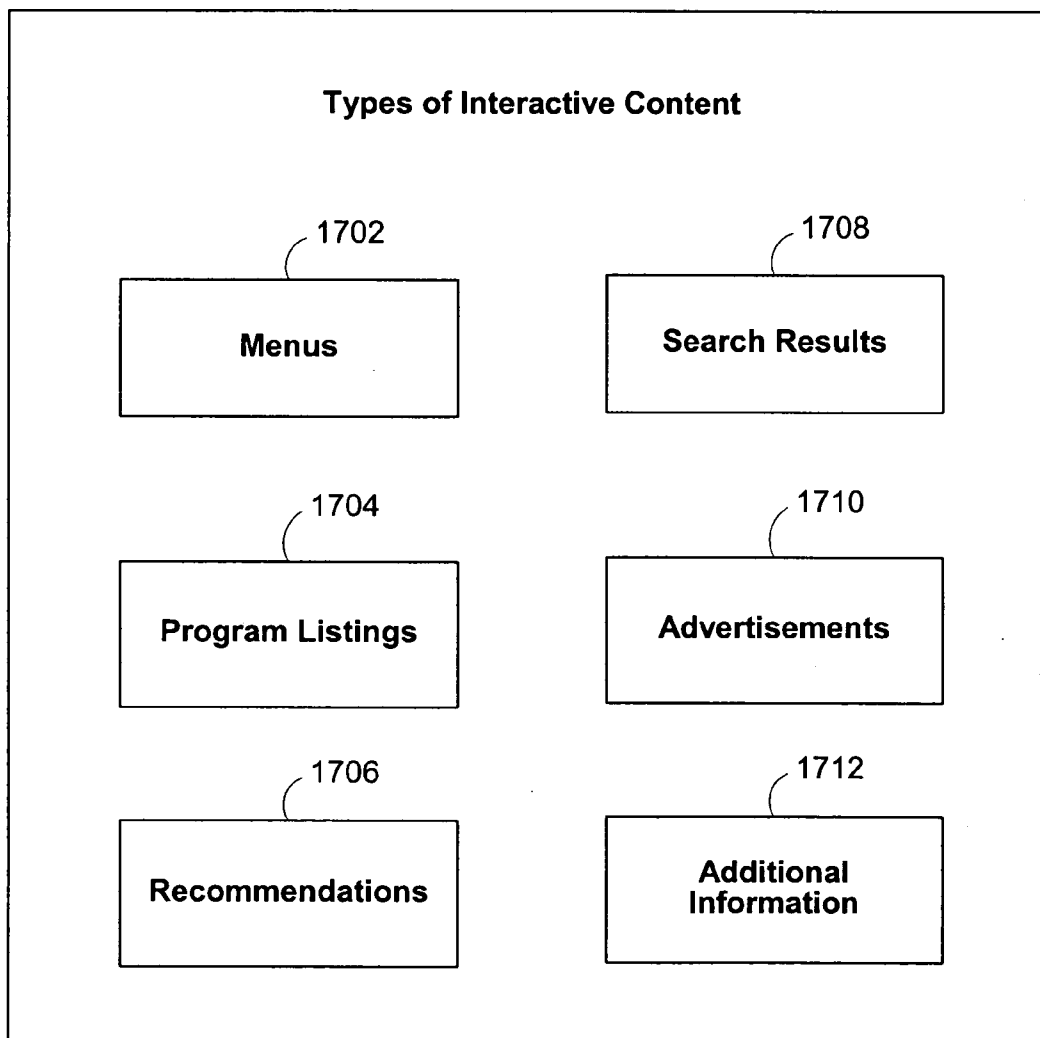 Types of Interactive Content
1702
Menus
1708
Search Results
1704
Program Listings
1710
Advertisements
1706
Recommendations
1712
Additional
Information